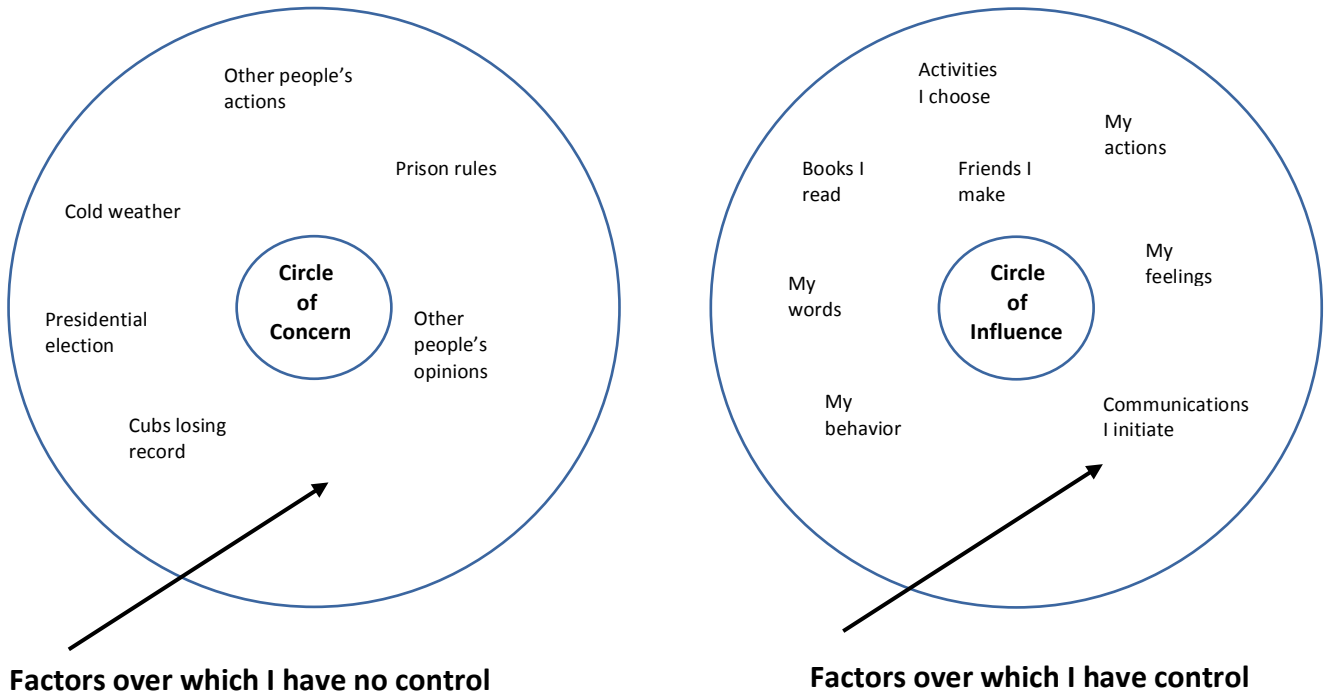 Other people’s
actions
Prison rules
Cold weather
Circle
of
Concern
Presidential
election
Other
people’s
opinions
Cubs losing
record
Factors over which I have no control
Activities
I choose
My
actions
Books I
read
Friends I
make
My
feelings
Circle
of
Influence
My
words
My
behavior
Communications
I initiate
Factors over which I have control